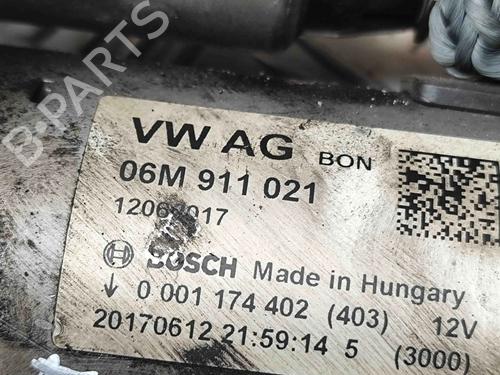 B-PARTS
VW AG BON
06M 911 021
BOSCH Made in Hungary
0 001 174 402 (403) 12V
20170612 21:59:14 5 (3000)